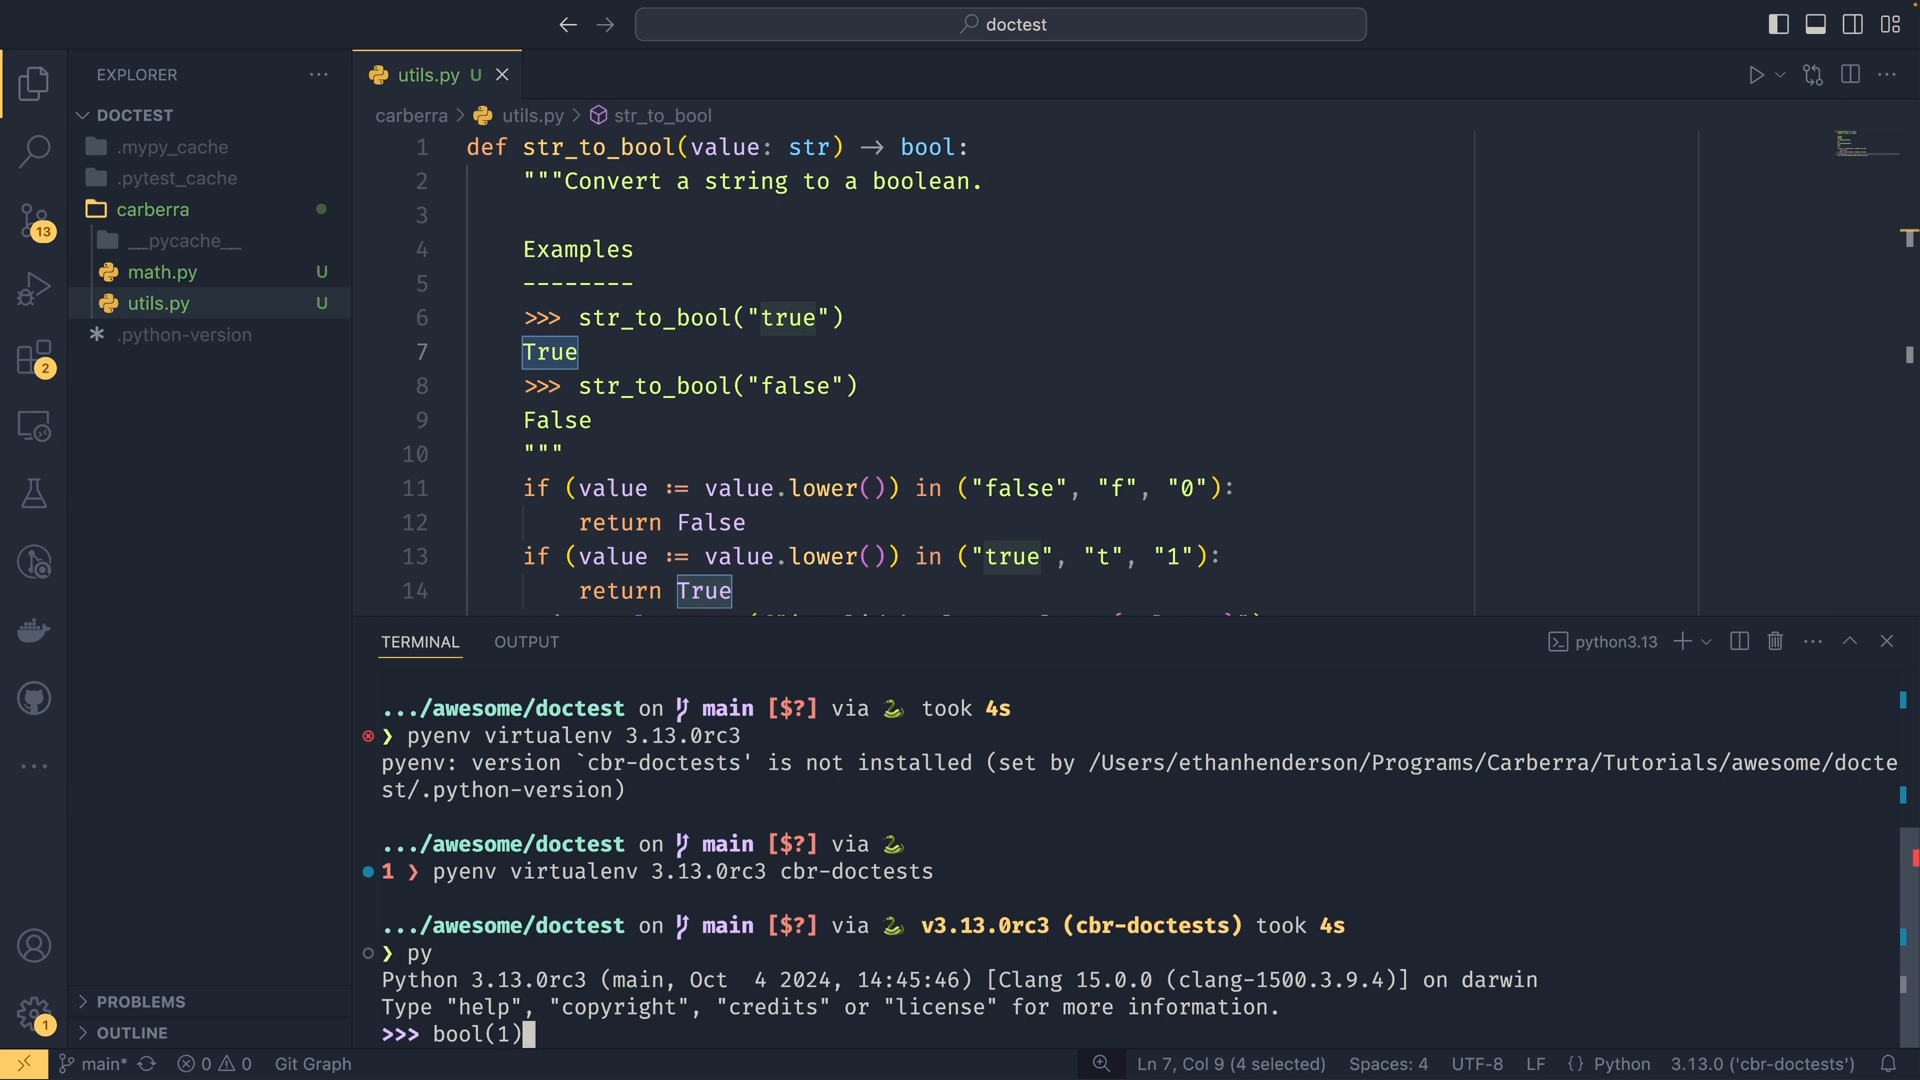 doctest
EXPLORER
DOCTEST
.mypy_cache
.pytest_cache
carberra
__pycache__
math.py U
utils.py U
.python-version
PROBLEMS
OUTLINE
13
2
1
utils.py U
carberra > utils.py > str_to_bool
1 def str_to_bool(value: str) → bool:
2 """Convert a string to a boolean.
3
4 Examples
5 --------
6 >>> str_to_bool("true")
7 True
8 >>> str_to_bool("false")
9 False
10 """
11 if (value := value.lower()) in ("false", "f", "0"):
12 return False
13 if (value := value.lower()) in ("true", "t", "1"):
14 return True
TERMINAL OUTPUT
python3.13
.../awesome/doctest on main [$?] via took 4s
❯ pyenv virtualenv 3.13.0rc3
pyenv: version `cbr-doctests' is not installed (set by /Users/ethanhenderson/Programs/Carberra/Tutorials/awesome/docte
st/.python-version)
.../awesome/doctest on main [$?] via
1 ❯ pyenv virtualenv 3.13.0rc3 cbr-doctests
.../awesome/doctest on main [$?] via v3.13.0rc3 (cbr-doctests) took 4s
❯ py
Python 3.13.0rc3 (main, Oct  4 2024, 14:45:46) [Clang 15.0.0 (clang-1500.3.9.4)] on darwin
Type "help", "copyright", "credits" or "license" for more information.
>>> bool(1)
main* 0 0 Git Graph Ln 7, Col 9 (4 selected) Spaces: 4 UTF-8 LF {} Python 3.13.0 ('cbr-doctests')